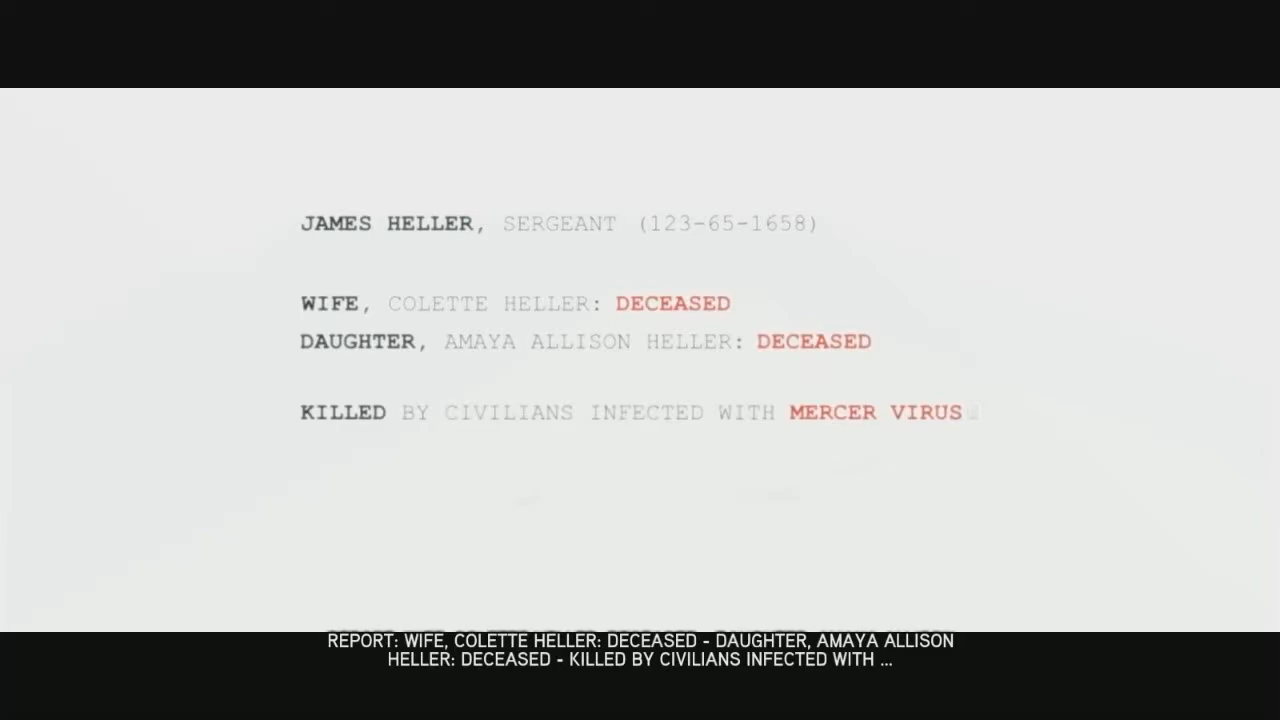 JAMES HELLER, SERGEANT (123-65-1658)
WIFE, COLETTE HELLER: DECEASED
DAUGHTER, AMAYA ALLISON HELLER: DECEASED
KILLED BY CIVILIANS INFECTED WITH MERCER VIRUS
REPORT: WIFE, COLETTE HELLER: DECEASED - DAUGHTER, AMAYA ALLISON
HELLER: DECEASED - KILLED BY CIVILIANS INFECTED WITH ...